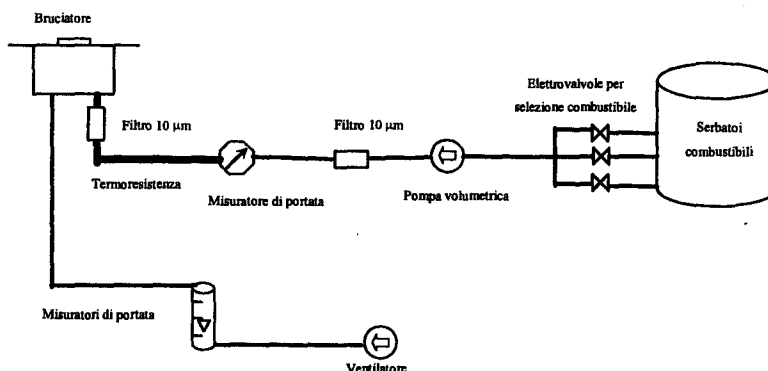 Bruciatore
Elettrovalvole per
selezione combustibile
Filtro 10 µm
Filtro 10 µm
Serbatoi
combustibili
Termoresistenza
Misuratore di portata
Pompa volumetrica
Misuratori di portata
Ventilatore